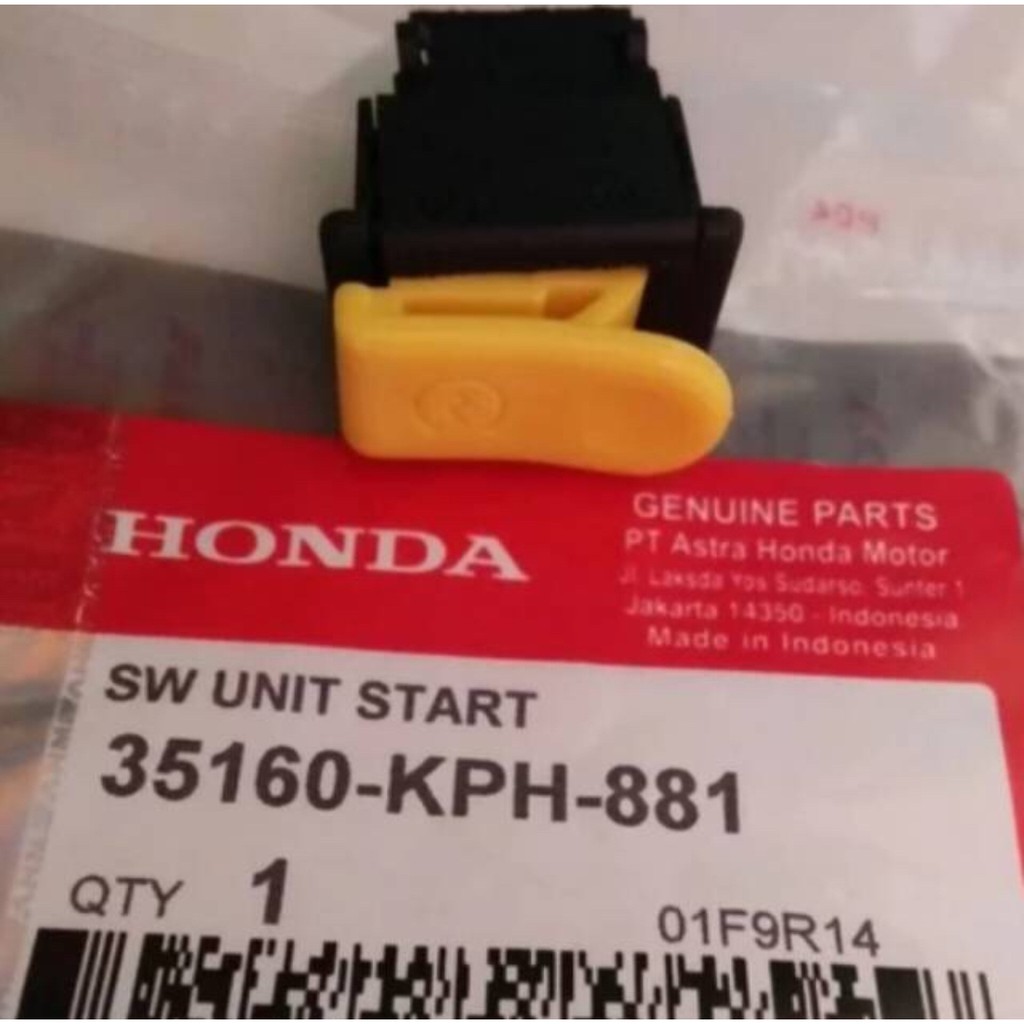 HONDA
GENUINE PARTS
PT Astra Honda Motor
Jl. Laksda Yos Sudarso, Sunter 1
Jakarta 14350 - Indonesia
Made in Indonesia
SW UNIT START
35160-KPH-881
QTY 1
01F9R14